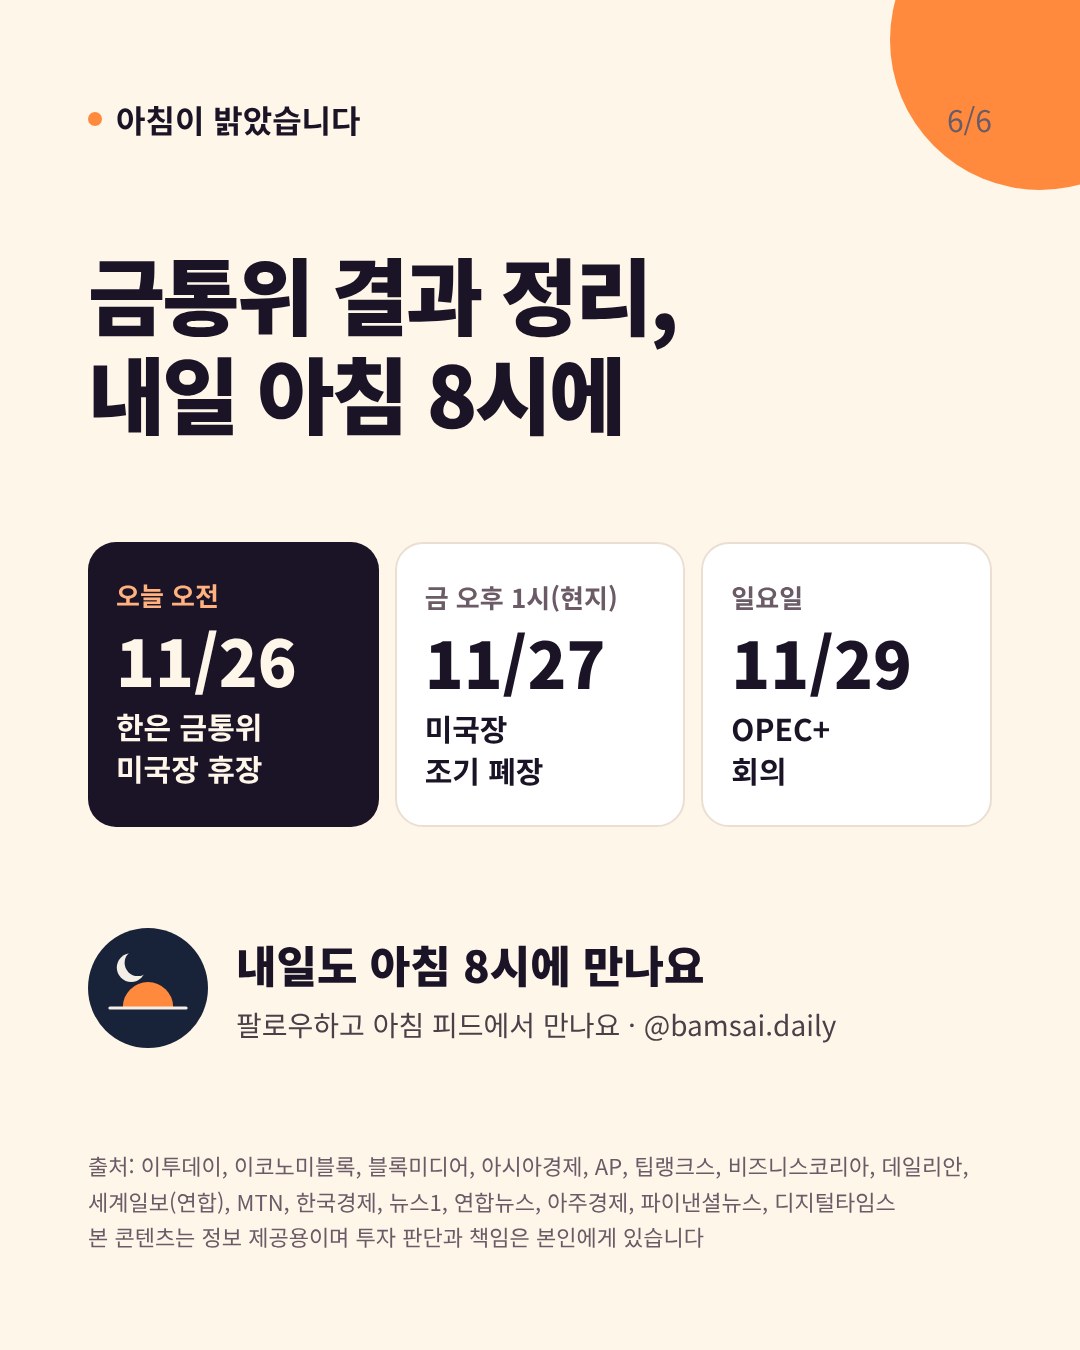 아침이 밝았습니다
6/6
금통위 결과 정리,
내일 아침 8시에
오늘 오전
11/26
한은 금통위
미국장 휴장
금 오후 1시(현지)
11/27
미국장
조기 폐장
일요일
11/29
OPEC+
회의
내일도 아침 8시에 만나요
팔로우하고 아침 피드에서 만나요 · @bamsai.daily
출처: 이투데이, 이코노미블록, 블록미디어, 아시아경제, AP, 팁랭크스, 비즈니스코리아, 데일리안,
세계일보(연합), MTN, 한국경제, 뉴스1, 연합뉴스, 아주경제, 파이낸셜뉴스, 디지털타임스
본 콘텐츠는 정보 제공용이며 투자 판단과 책임은 본인에게 있습니다